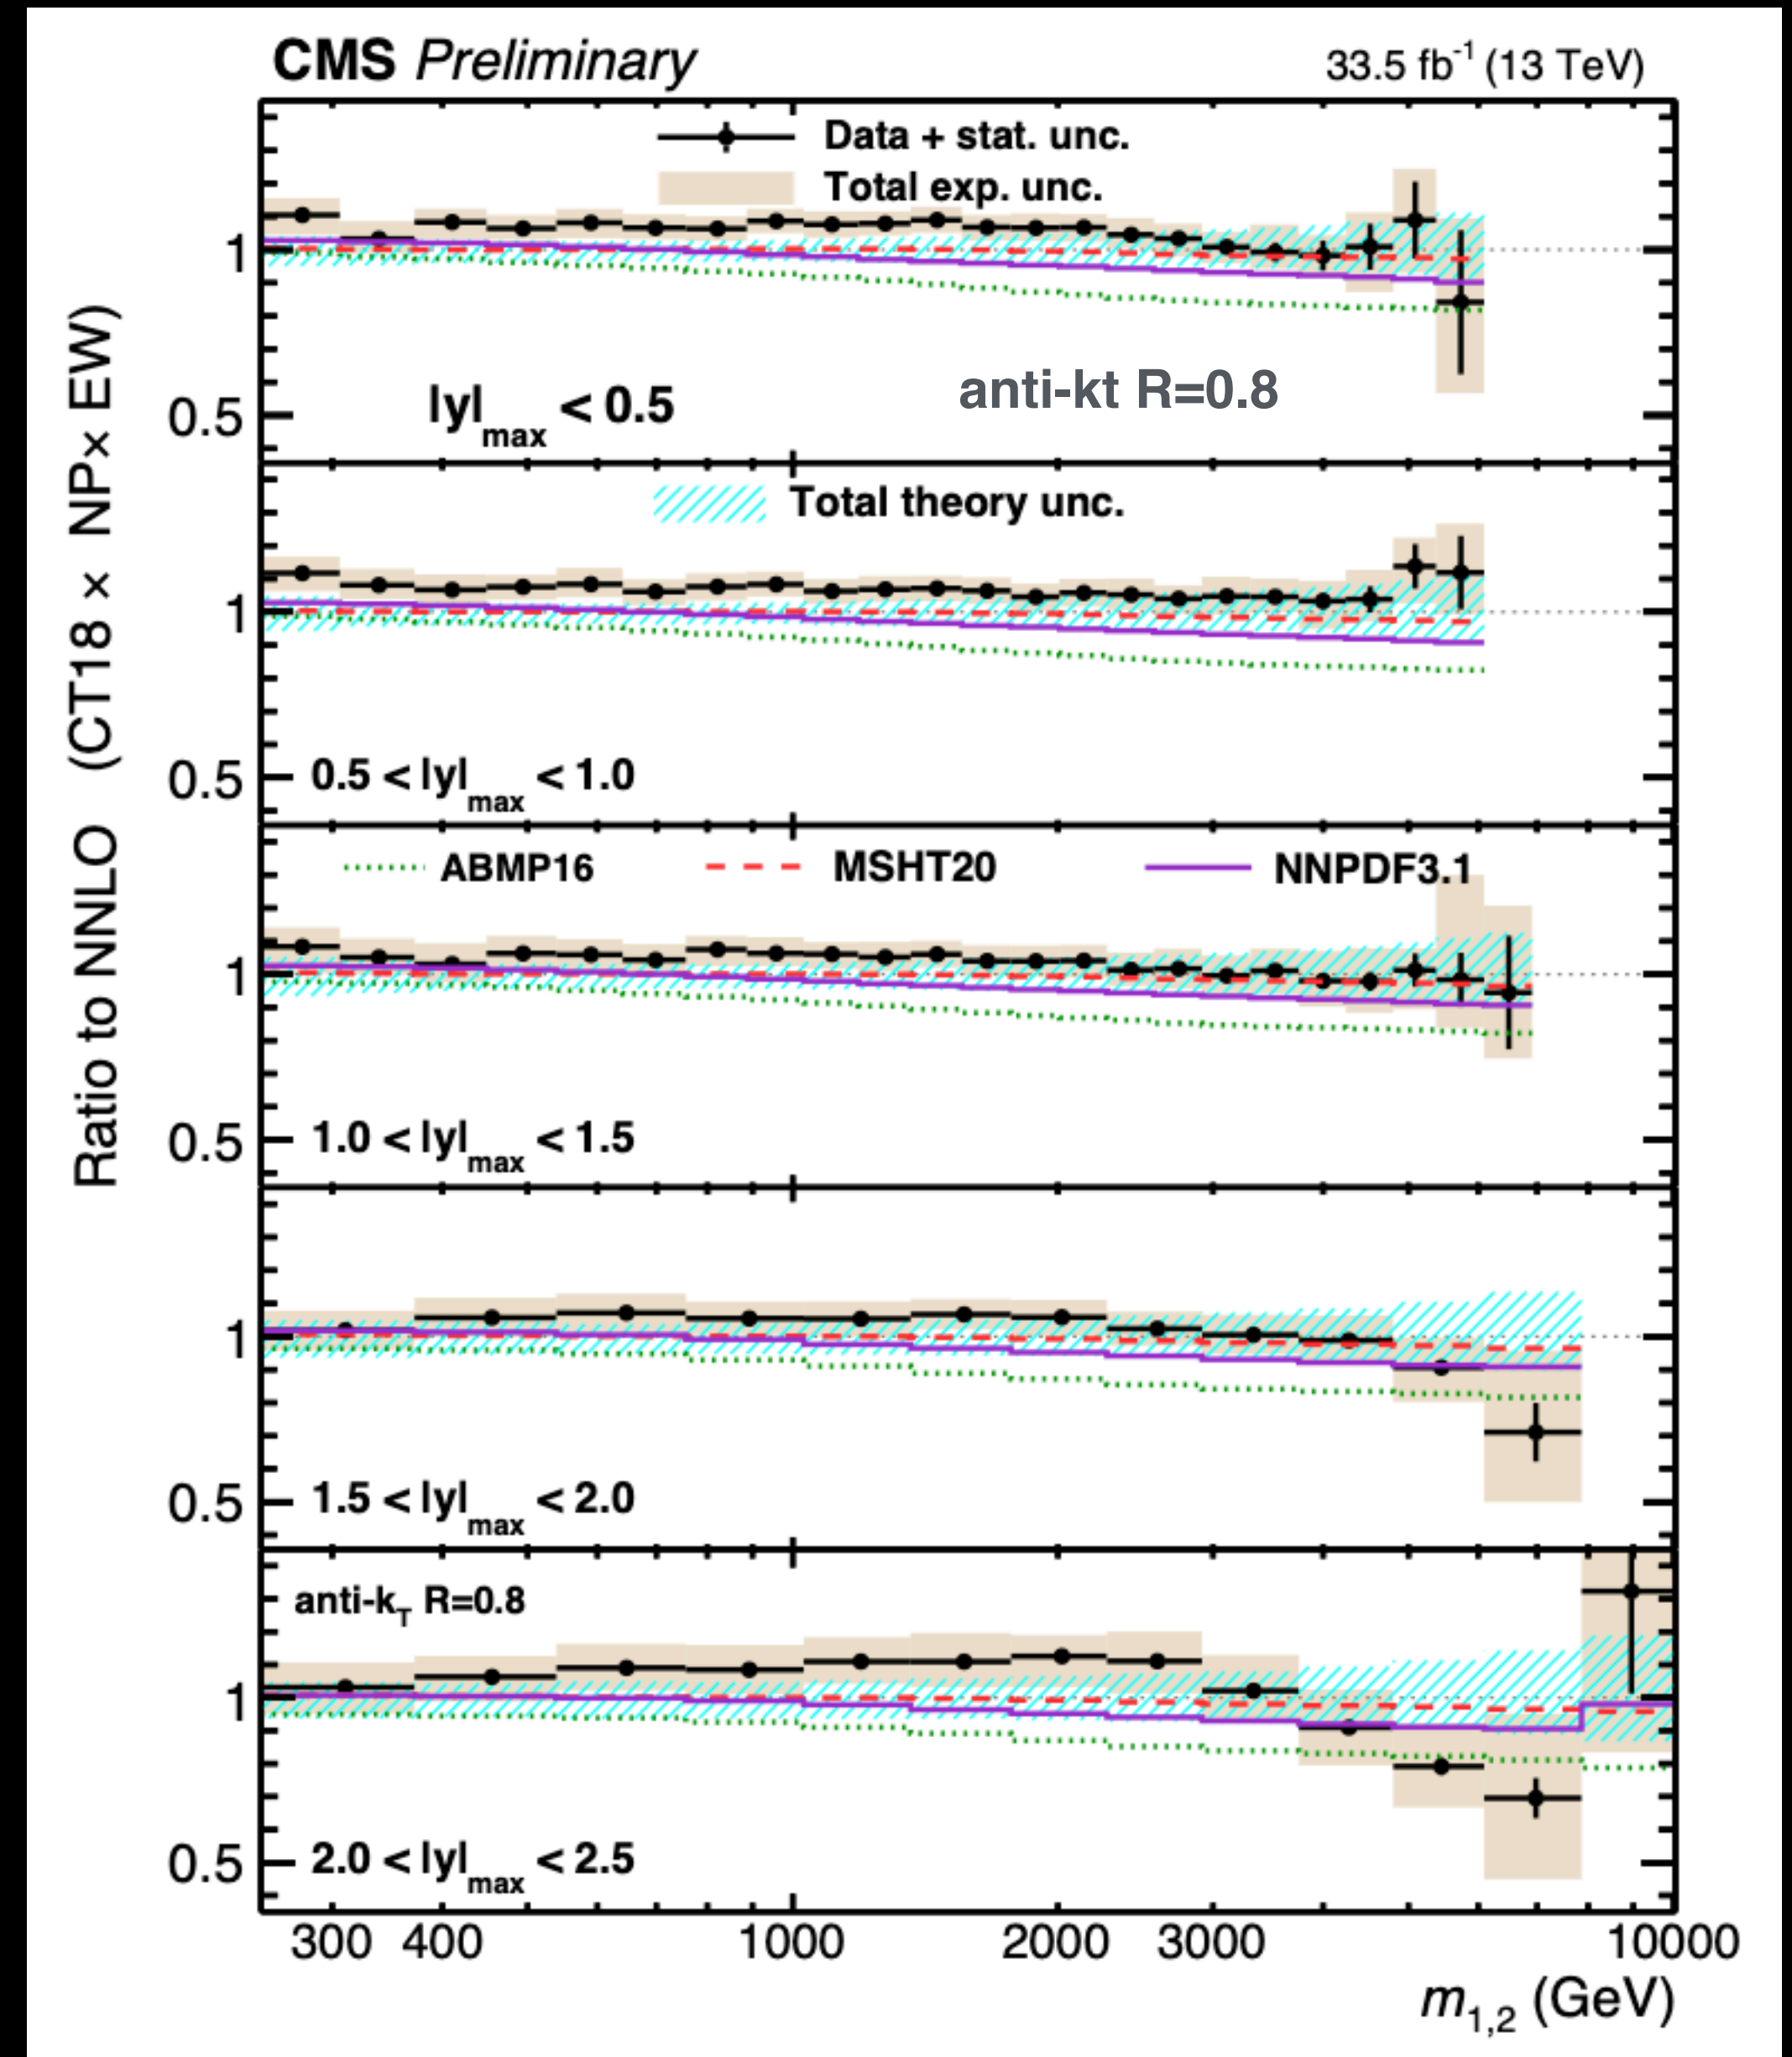 CMS Preliminary
33.5 fb⁻¹ (13 TeV)
Ratio to NNLO (CT18 × NP× EW)
Data + stat. unc.
Total exp. unc.
1
|y|max < 0.5
anti-kt R=0.8
0.5
Total theory unc.
1
0.5
0.5 < |y|max < 1.0
ABMP16
MSHT20
NNPDF3.1
1
0.5
1.0 < |y|max < 1.5
1
0.5
1.5 < |y|max < 2.0
anti-kT R=0.8
1
0.5
2.0 < |y|max < 2.5
300 400 1000 2000 3000 10000
m1,2 (GeV)